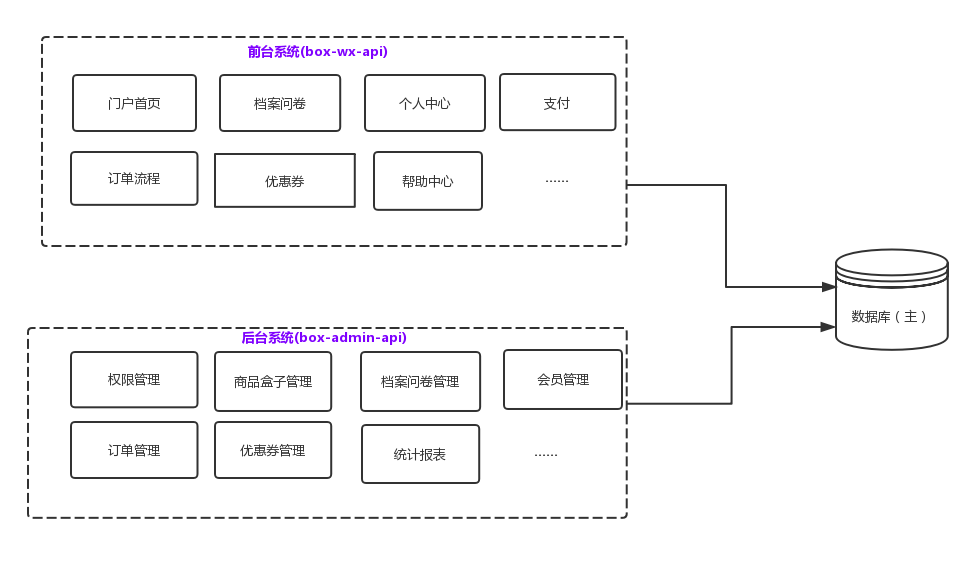 前台系统(box-wx-api)
门户首页
档案问卷
个人中心
支付
订单流程
优惠券
帮助中心
......
数据库（主）
后台系统(box-admin-api)
权限管理
商品盒子管理
档案问卷管理
会员管理
订单管理
优惠券管理
统计报表
......